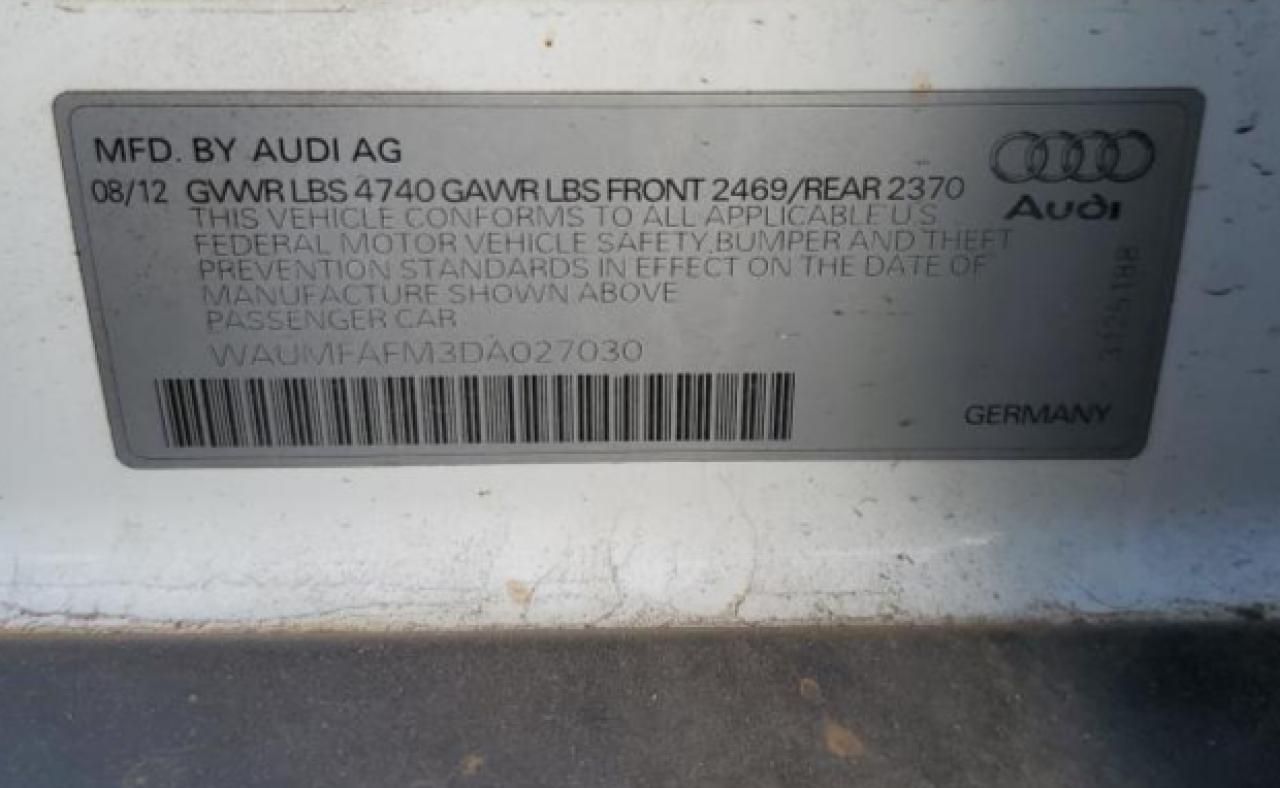 MFD. BY AUDI AG
08/12 GVWR LBS 4740 GAWR LBS FRONT 2469/REAR 2370
THIS VEHICLE CONFORMS TO ALL APPLICABLE U.S.
FEDERAL MOTOR VEHICLE SAFETY, BUMPER AND THEFT
PREVENTION STANDARDS IN EFFECT ON THE DATE OF
MANUFACTURE SHOWN ABOVE
PASSENGER CAR
WAUMFAFM3DA027030
Audi
3125188
GERMANY